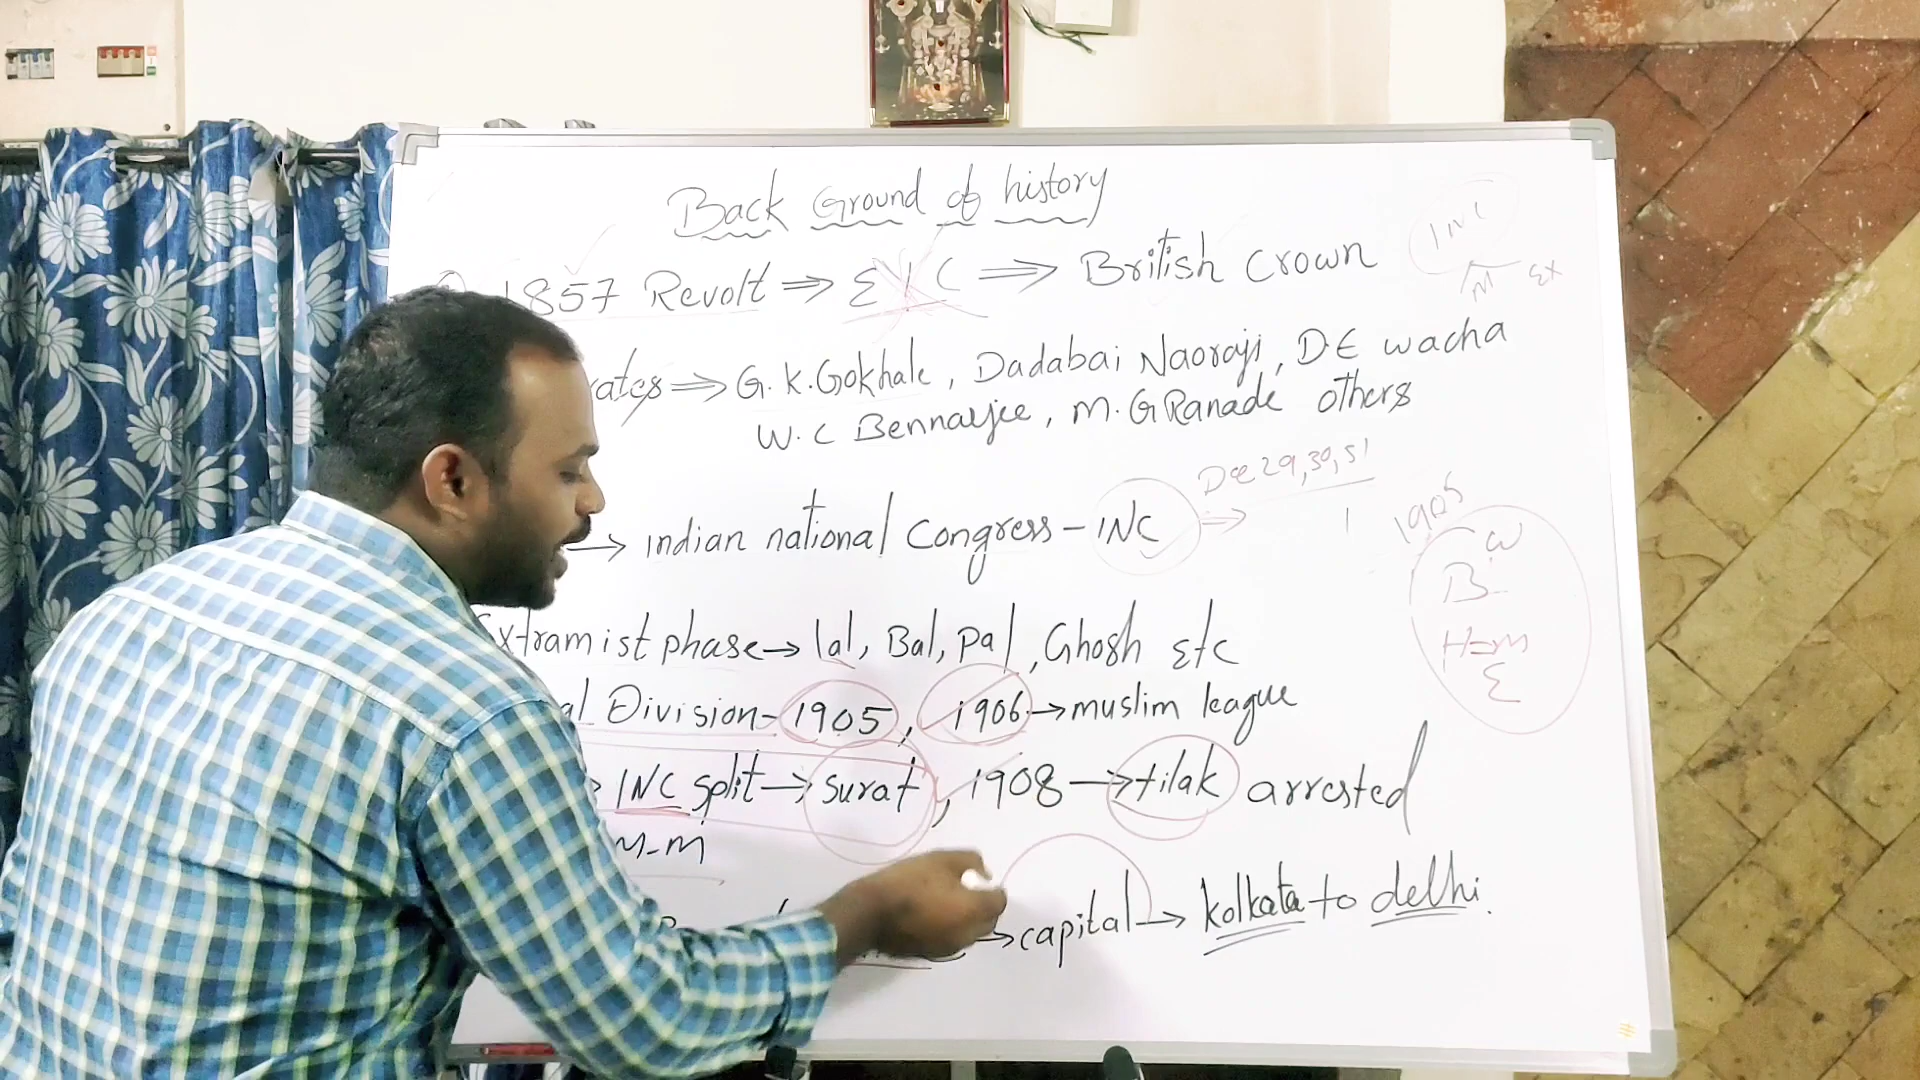 Back Ground of history
1857 Revolt ⇒ EIC ⇒ British Crown
INC
M Ex
ates ⇒ G.K.Gokhale, Dadabai Naoroji, D.E wacha
W.C Bennarjee, M.G Ranade others
Dec 29,30,31
→ indian national Congress - INC ⇒
1905
W
B
H-m
E
Extramist phase → lal, Bal, pal, Ghosh Etc
al Division - 1905, 1906 → muslim league
INC split → surat, 1908 → tilak arrested
M-M
→ capital → kolkata to delhi.